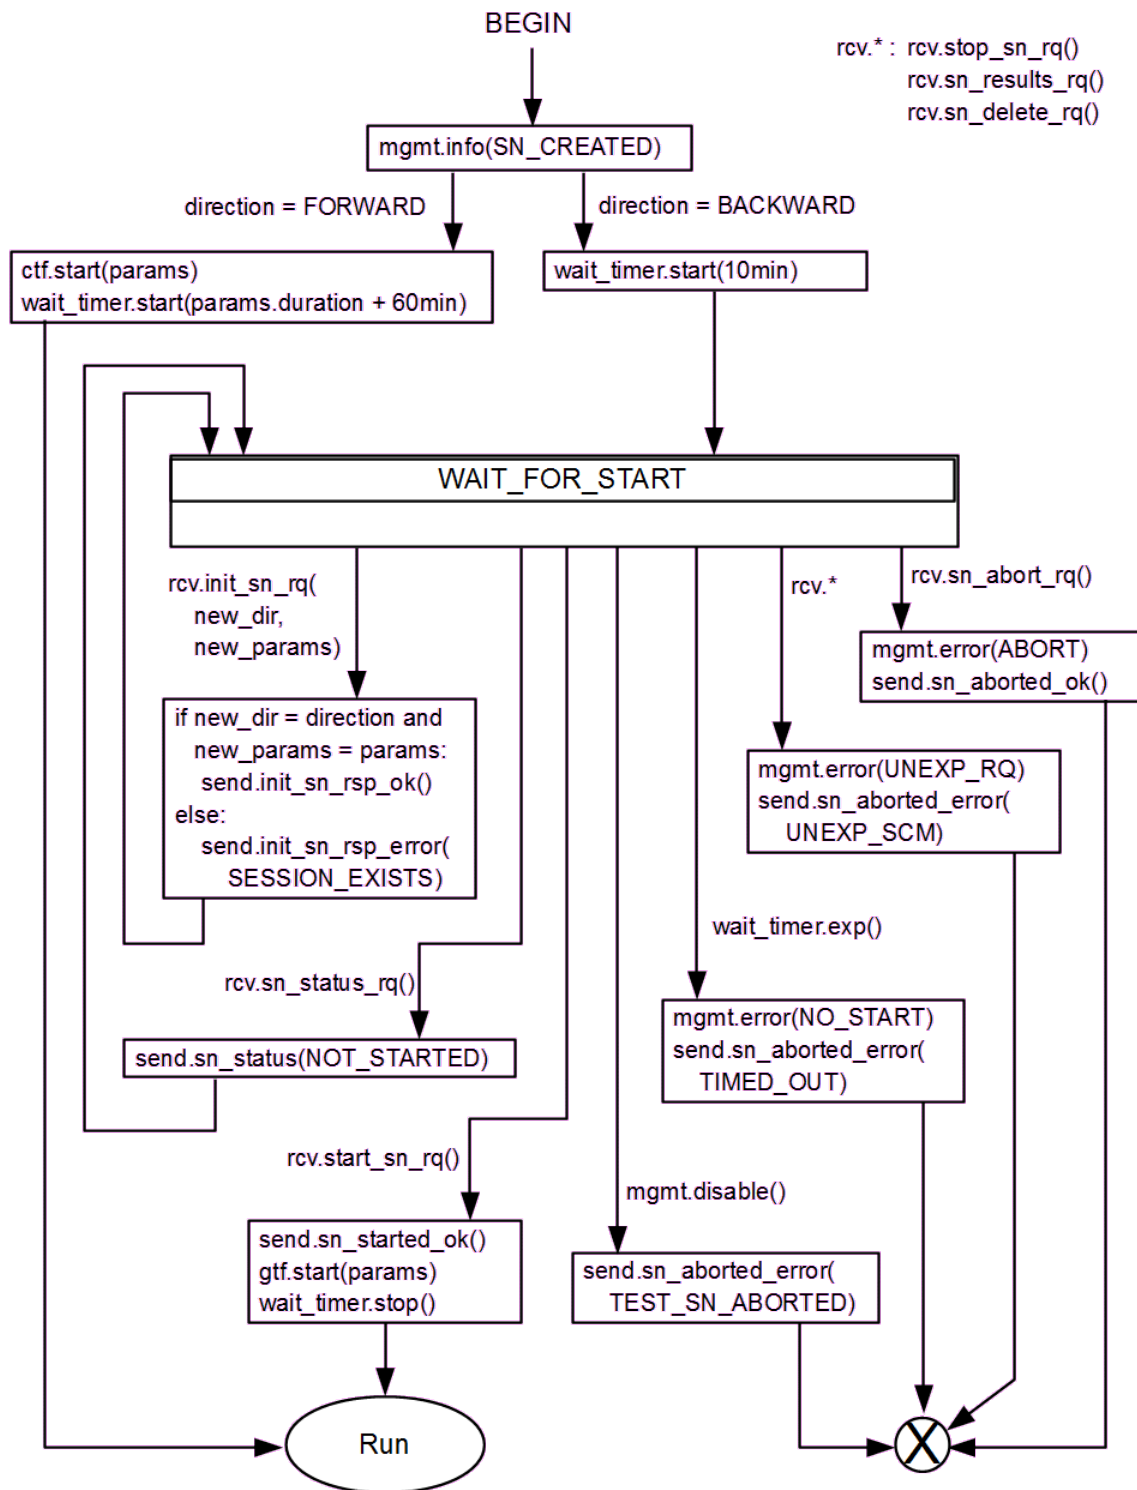 BEGIN
rcv.* : rcv.stop_sn_rq()
rcv.sn_results_rq()
rcv.sn_delete_rq()
mgmt.info(SN_CREATED)
direction = FORWARD
direction = BACKWARD
ctf.start(params)
wait_timer.start(params.duration + 60min)
wait_timer.start(10min)
WAIT_FOR_START
rcv.init_sn_rq(
new_dir,
new_params)
rcv.*
rcv.sn_abort_rq()
mgmt.error(ABORT)
send.sn_aborted_ok()
if new_dir = direction and
new_params = params:
send.init_sn_rsp_ok()
else:
send.init_sn_rsp_error(
SESSION_EXISTS)
mgmt.error(UNEXP_RQ)
send.sn_aborted_error(
UNEXP_SCM)
wait_timer.exp()
rcv.sn_status_rq()
mgmt.error(NO_START)
send.sn_aborted_error(
TIMED_OUT)
send.sn_status(NOT_STARTED)
rcv.start_sn_rq()
mgmt.disable()
send.sn_started_ok()
gtf.start(params)
wait_timer.stop()
send.sn_aborted_error(
TEST_SN_ABORTED)
Run
X